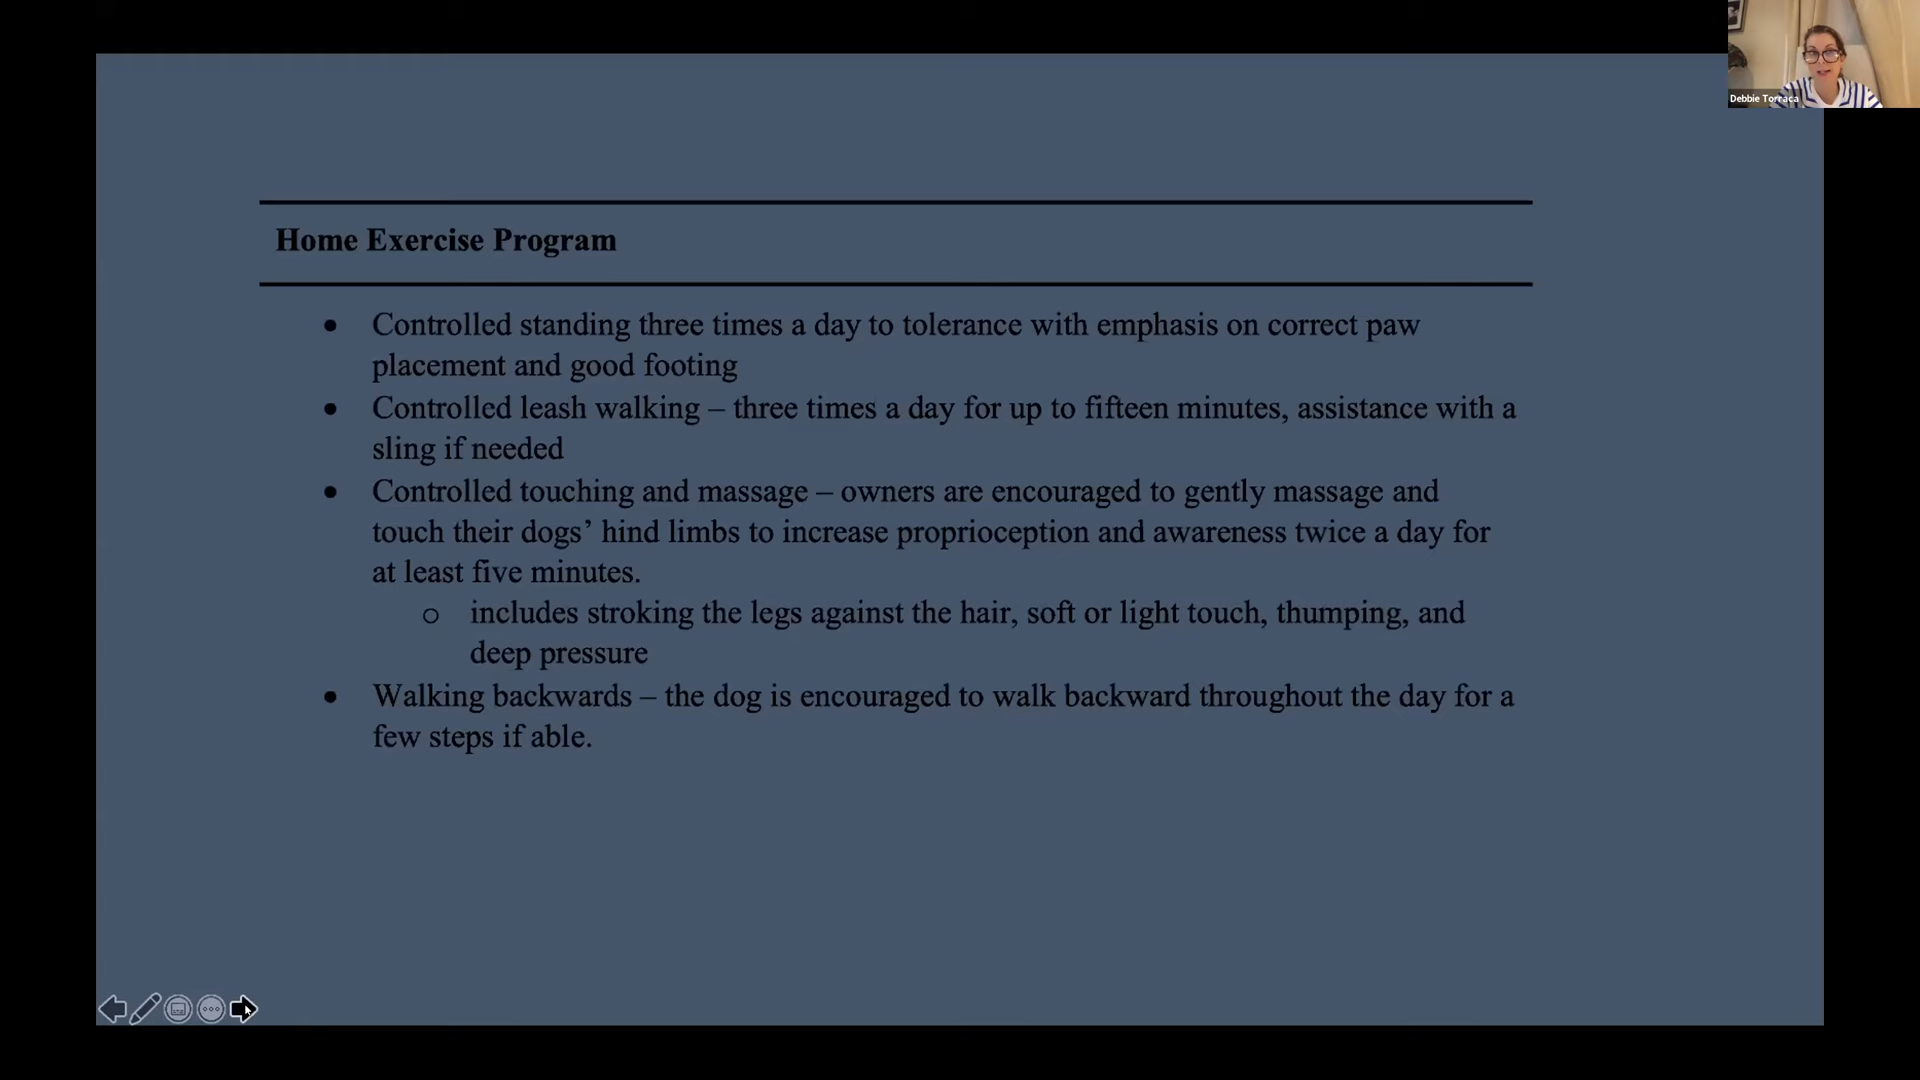 Debbie Torraca
Home Exercise Program
• Controlled standing three times a day to tolerance with emphasis on correct paw
placement and good footing
• Controlled leash walking – three times a day for up to fifteen minutes, assistance with a
sling if needed
• Controlled touching and massage – owners are encouraged to gently massage and
touch their dogs’ hind limbs to increase proprioception and awareness twice a day for
at least five minutes.
o includes stroking the legs against the hair, soft or light touch, thumping, and
deep pressure
• Walking backwards – the dog is encouraged to walk backward throughout the day for a
few steps if able.